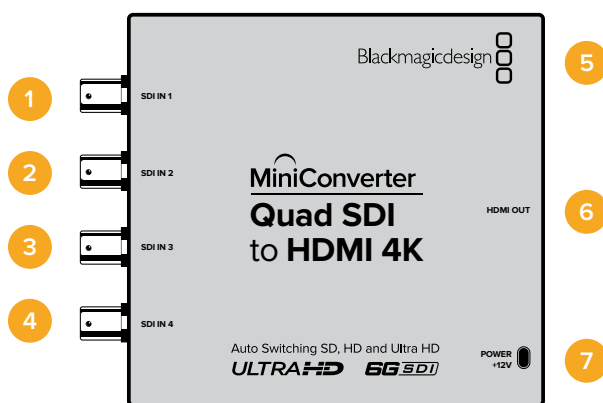 Blackmagicdesign
5
1
SDI IN 1
2
SDI IN 2
MiniConverter
Quad SDI
to HDMI 4K
HDMI OUT
6
3
SDI IN 3
4
SDI IN 4
Auto Switching SD, HD and Ultra HD
ULTRA HD 6G SDI
POWER
+12V
7